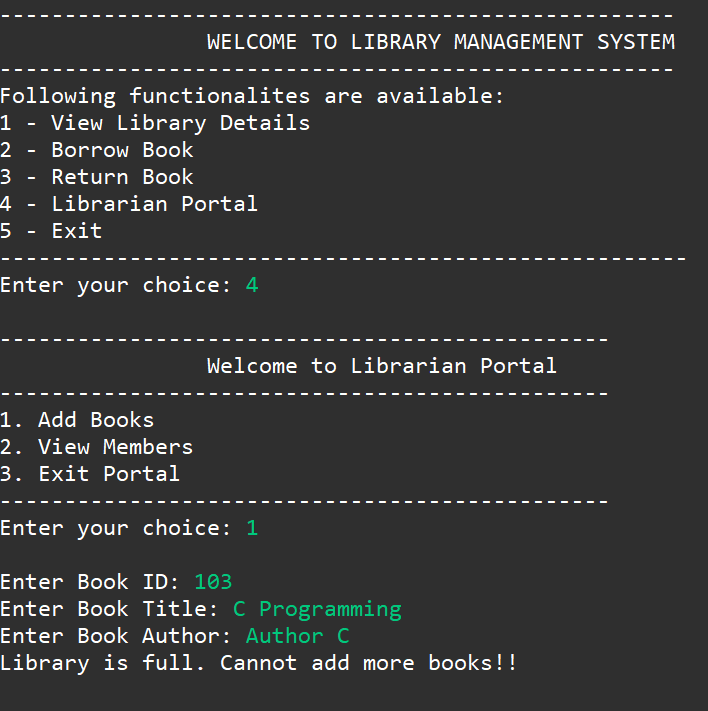 -----------------------------------------------------
WELCOME TO LIBRARY MANAGEMENT SYSTEM
-----------------------------------------------------
Following functionalites are available:
1 - View Library Details
2 - Borrow Book
3 - Return Book
4 - Librarian Portal
5 - Exit
------------------------------------------------------
Enter your choice: 4
-----------------------------------------------
Welcome to Librarian Portal
-----------------------------------------------
1. Add Books
2. View Members
3. Exit Portal
-----------------------------------------------
Enter your choice: 1
Enter Book ID: 103
Enter Book Title: C Programming
Enter Book Author: Author C
Library is full. Cannot add more books!!